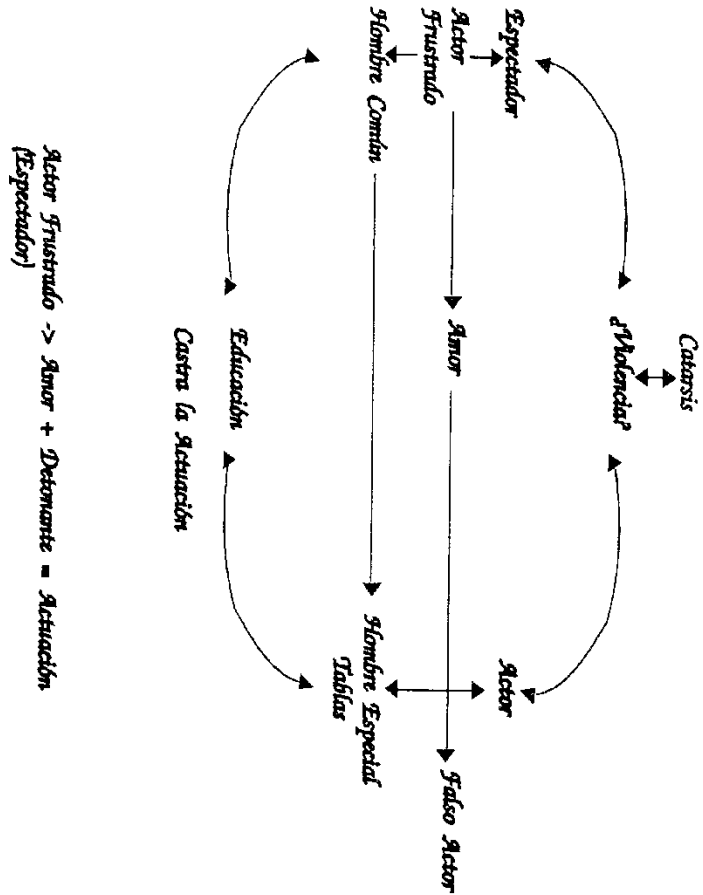 Catarsis
¿Violencia?
Espectador
Actor
Actor
Frustrado
Amor
Falso Actor
Hombre Común
Hombre Especial
Tablas
Educación
Castra la Actuación
Actor Frustrado -> Amor + Detonante = Actuación
(Espectador)